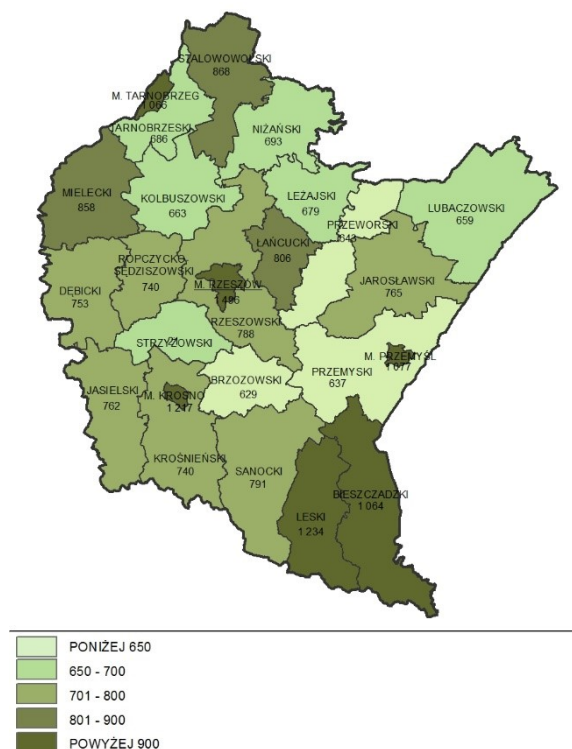 STALOWOWOLSKI
868
M. TARNOBRZEG
1 066
TARNOBRZESKI
686
NIŻAŃSKI
693
MIELECKI
858
KOLBUSZOWSKI
663
LEŻAJSKI
679
LUBACZOWSKI
659
PRZEWORSKI
643
ŁAŃCUCKI
806
ROPCZYCKO
SĘDZISZOWSKI
740
DĘBICKI
753
M. RZESZÓW
JAROSŁAWSKI
765
RZESZOWSKI
788
STRZYŻOWSKI
M. PRZEMYŚL
1 077
PRZEMYSKI
637
JASIELSKI
762
M. KROSNO
1 217
BRZOZOWSKI
629
KROŚNIEŃSKI
740
SANOCKI
791
BIESZCZADZKI
1 064
LESKI
1 234
PONIŻEJ 650
650 - 700
701 - 800
801 - 900
POWYŻEJ 900